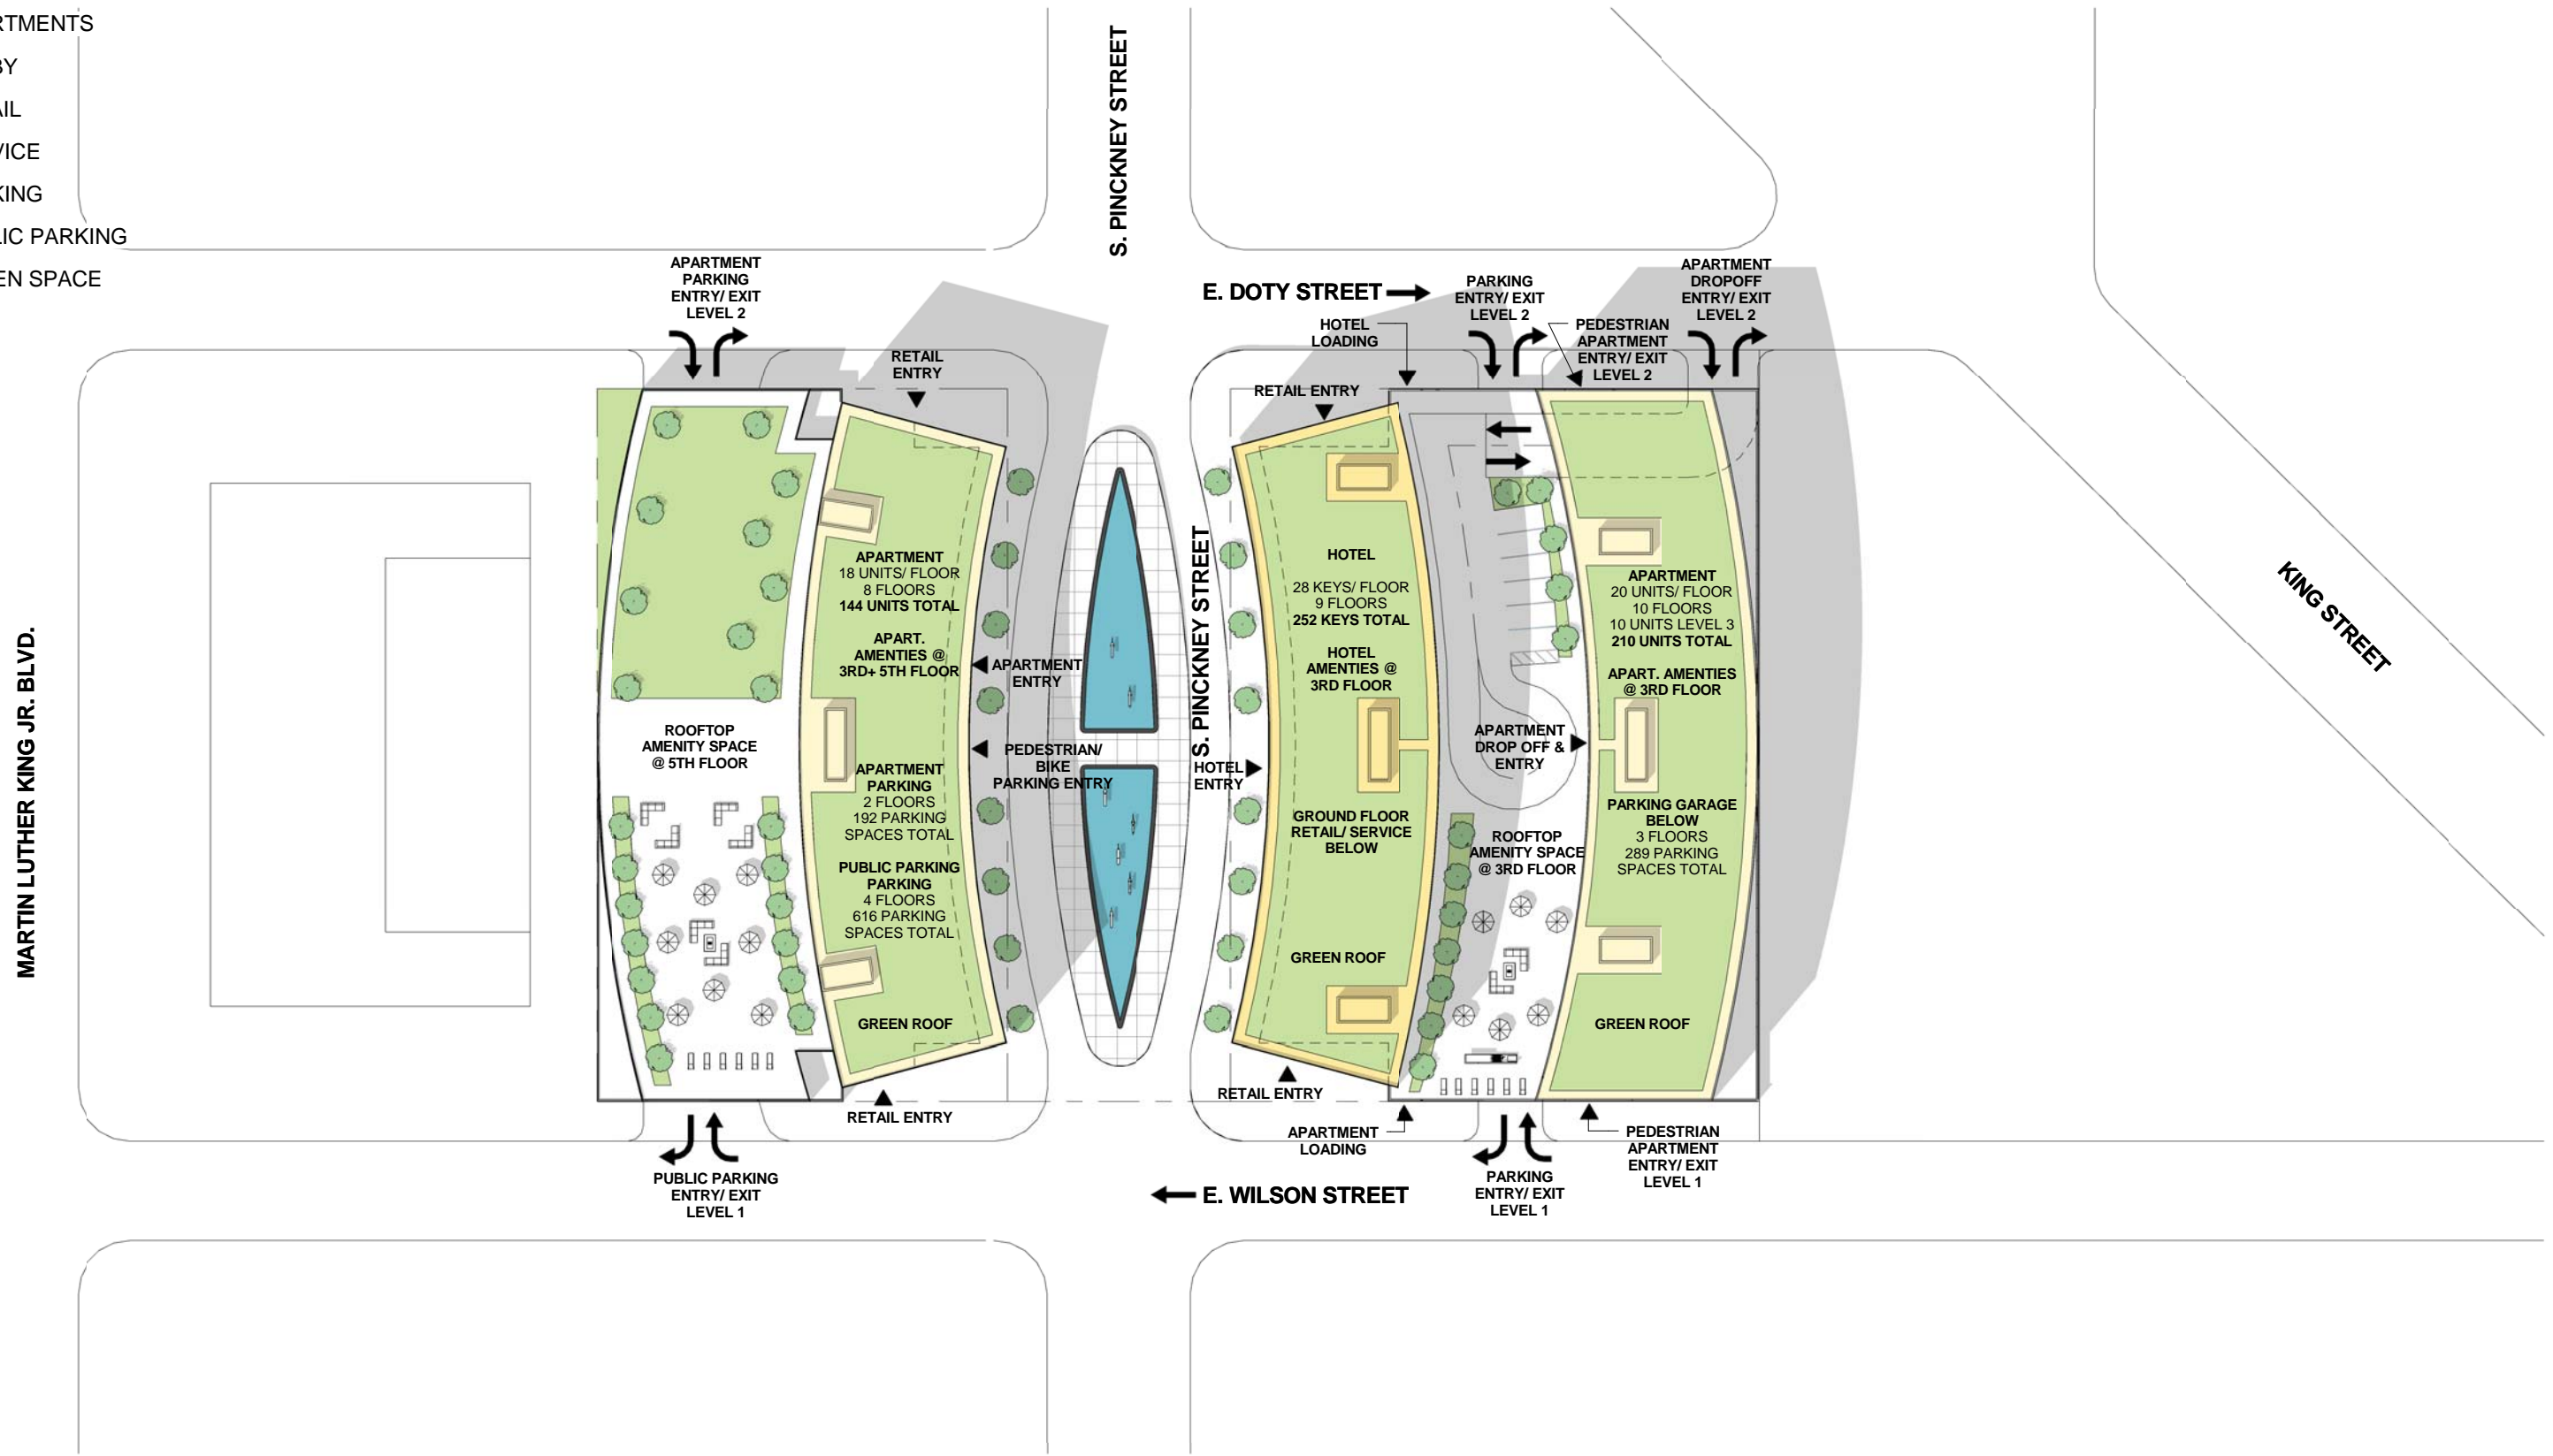 RTMENTS
BY
AIL
VICE
KING
LIC PARKING
EN SPACE
MARTIN LUTHER KING JR. BLVD.
S. PINCKNEY STREET
APARTMENT
PARKING
ENTRY/ EXIT
LEVEL 2
RETAIL
ENTRY
E. DOTY STREET
HOTEL
LOADING
RETAIL ENTRY
PARKING
ENTRY/ EXIT
LEVEL 2
PEDESTRIAN
APARTMENT
ENTRY/ EXIT
LEVEL 2
APARTMENT
DROPOFF
ENTRY/ EXIT
LEVEL 2
ROOFTOP
AMENITY SPACE
@ 5TH FLOOR
APARTMENT
18 UNITS/ FLOOR
8 FLOORS
144 UNITS TOTAL
APART.
AMENTIES @
3RD+ 5TH FLOOR
APARTMENT
PARKING
2 FLOORS
192 PARKING
SPACES TOTAL
PUBLIC PARKING
PARKING
4 FLOORS
616 PARKING
SPACES TOTAL
GREEN ROOF
APARTMENT
ENTRY
PEDESTRIAN/
BIKE
PARKING ENTRY
S. PINCKNEY STREET
HOTEL
ENTRY
HOTEL
28 KEYS/ FLOOR
9 FLOORS
252 KEYS TOTAL
HOTEL
AMENTIES @
3RD FLOOR
GROUND FLOOR
RETAIL/ SERVICE
BELOW
GREEN ROOF
APARTMENT
DROP OFF &
ENTRY
ROOFTOP
AMENITY SPACE
@ 3RD FLOOR
APARTMENT
20 UNITS/ FLOOR
10 FLOORS
10 UNITS LEVEL 3
210 UNITS TOTAL
APART. AMENTIES
@ 3RD FLOOR
PARKING GARAGE
BELOW
3 FLOORS
289 PARKING
SPACES TOTAL
GREEN ROOF
KING STREET
RETAIL ENTRY
PUBLIC PARKING
ENTRY/ EXIT
LEVEL 1
RETAIL ENTRY
APARTMENT
LOADING
E. WILSON STREET
PARKING
ENTRY/ EXIT
LEVEL 1
PEDESTRIAN
APARTMENT
ENTRY/ EXIT
LEVEL 1